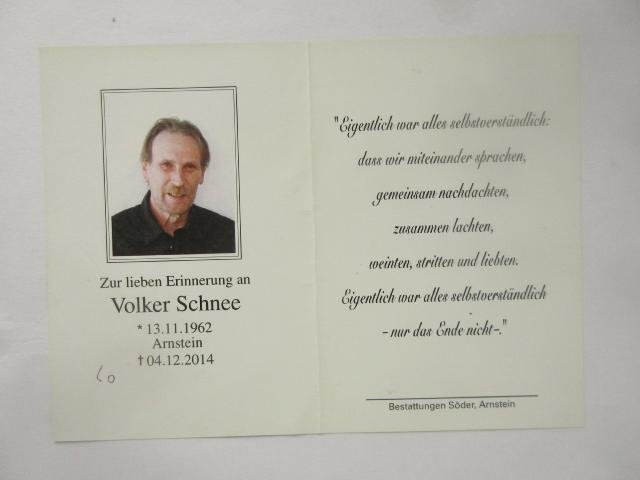 Zur lieben Erinnerung an
Volker Schnee
* 13.11.1962
Arnstein
† 04.12.2014
"Eigentlich war alles selbstverständlich:
dass wir miteinander sprachen,
gemeinsam nachdachten,
zusammen lachten,
weinten, stritten und liebten.
Eigentlich war alles selbstverständlich
- nur das Ende nicht-."
Bestattungen Söder, Arnstein